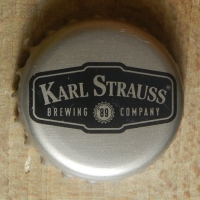 KARL STRAUSS®
BREWING 89 COMPANY